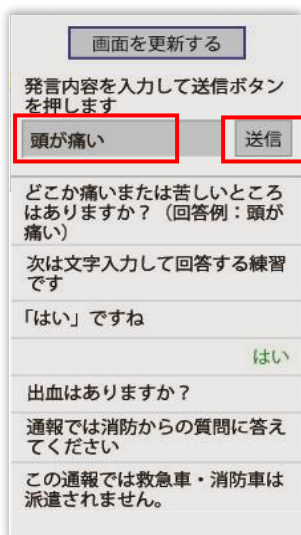 画面を更新する
発言内容を入力して送信ボタン
を押します
頭が痛い
送信
どこか痛いまたは苦しいところ
はありますか？（回答例：頭が
痛い）
次は文字入力して回答する練習
です
「はい」ですね
はい
出血はありますか？
通報では消防からの質問に答え
てください
この通報では救急車・消防車は
派遣されません。